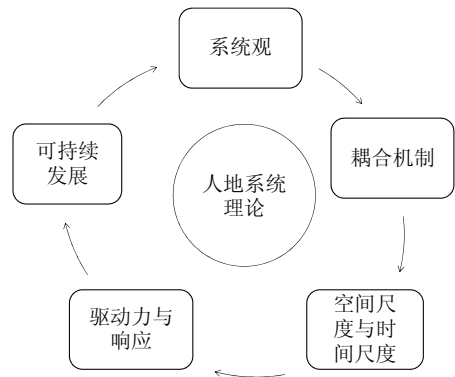 系统观
耦合机制
空间尺
度与时
间尺度
驱动力与
响应
可持续
发展
人地系统
理论